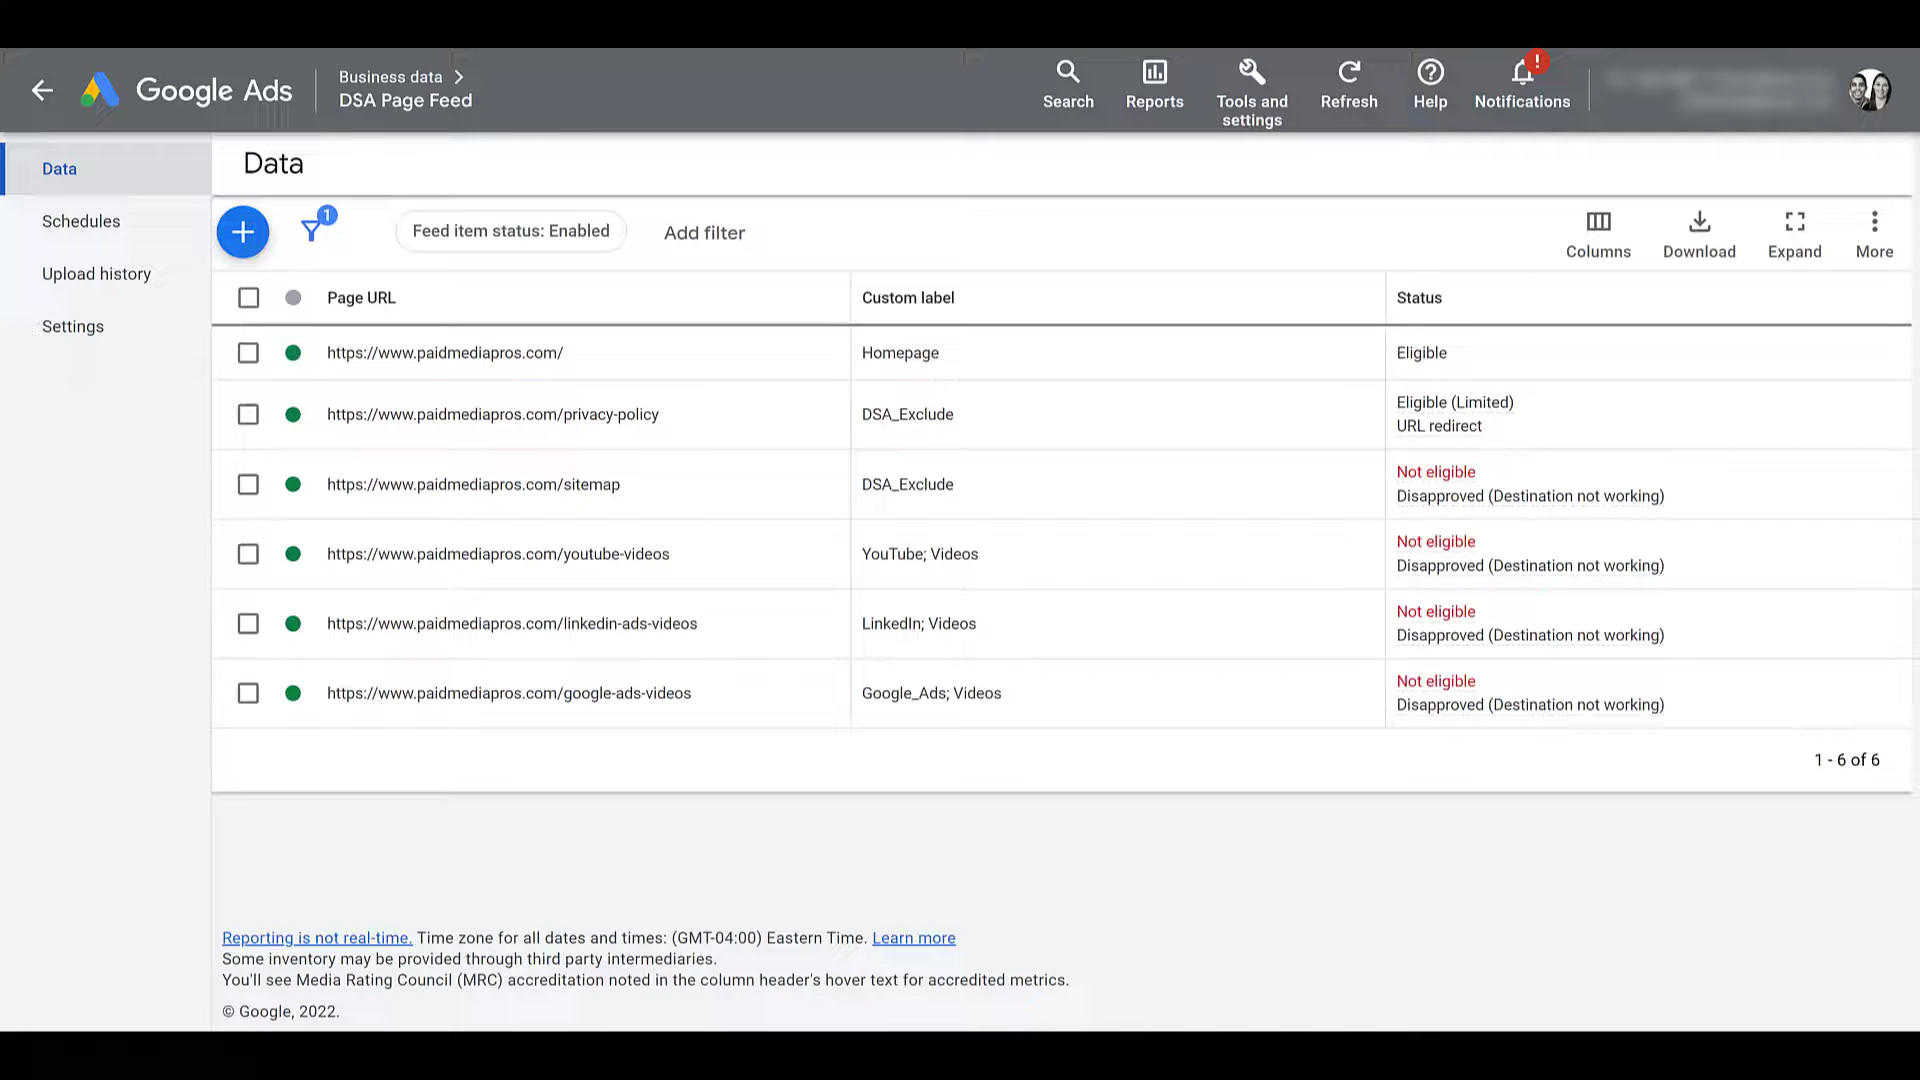 Google Ads
Business data
DSA Page Feed
Search
Reports
Tools and
settings
Refresh
Help
!
Notifications
Data
Schedules
Upload history
Settings
Data
1
Feed item status: Enabled
Add filter
Columns
Download
Expand
More
Page URL
Custom label
Status
https://www.paidmediapros.com/
Homepage
Eligible
https://www.paidmediapros.com/privacy-policy
DSA_Exclude
Eligible (Limited)
URL redirect
https://www.paidmediapros.com/sitemap
DSA_Exclude
Not eligible
Disapproved (Destination not working)
https://www.paidmediapros.com/youtube-videos
YouTube; Videos
Not eligible
Disapproved (Destination not working)
https://www.paidmediapros.com/linkedin-ads-videos
LinkedIn; Videos
Not eligible
Disapproved (Destination not working)
https://www.paidmediapros.com/google-ads-videos
Google_Ads; Videos
Not eligible
Disapproved (Destination not working)
1 - 6 of 6
Reporting is not real-time. Time zone for all dates and times: (GMT-04:00) Eastern Time. Learn more
Some inventory may be provided through third party intermediaries.
You'll see Media Rating Council (MRC) accreditation noted in the column header's hover text for accredited metrics.
© Google, 2022.